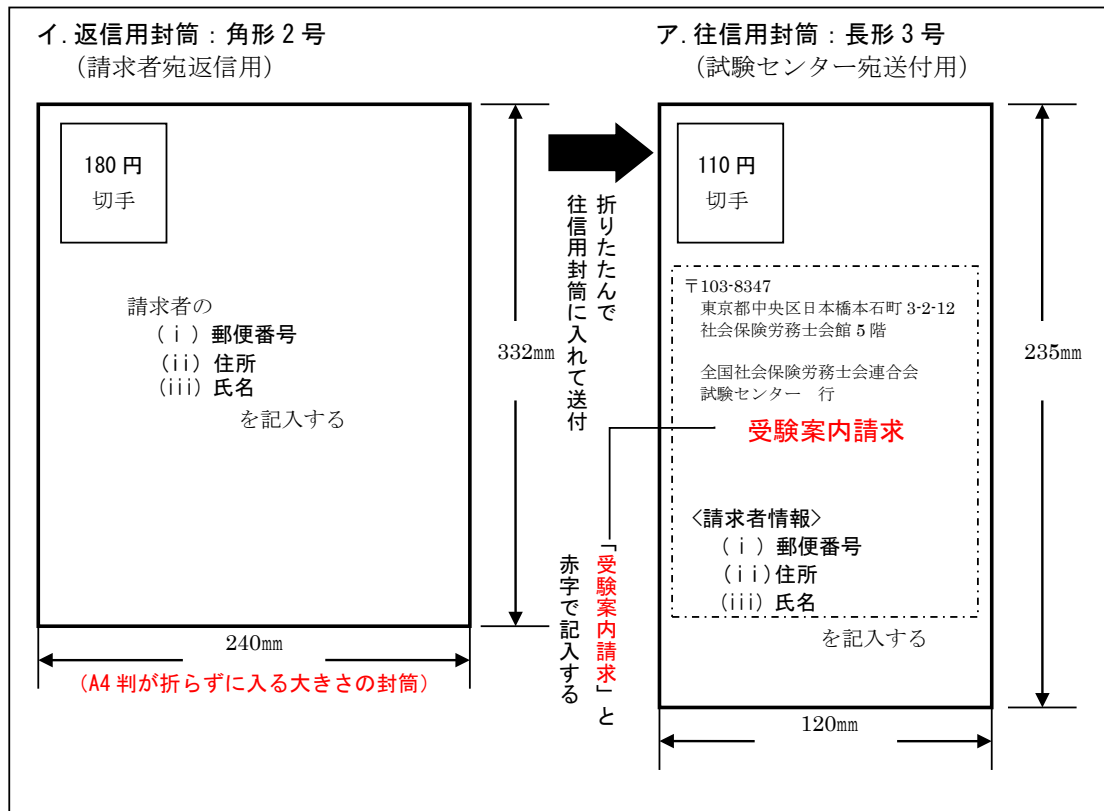 イ.返信用封筒：角形２号
(請求者宛返信用)
180 円
切手
請求者の
(ⅰ) 郵便番号
(ii) 住所
(iii) 氏名
を記入する
332㎜
240㎜
(A4 判が折らずに入る大きさの封筒)
折りたたんで
往信用封筒に入れて送付
「受験案内請求」と
赤字で記入する
ア.往信用封筒：長形３号
(試験センター宛送付用)
110 円
切手
〒103-8347
東京都中央区日本橋本石町 3-2-12
社会保険労務士会館 5 階
全国社会保険労務士会連合会
試験センター　行
受験案内請求
<請求者情報>
(ⅰ) 郵便番号
(ii)住所
(iii) 氏名
を記入する
235㎜
120㎜